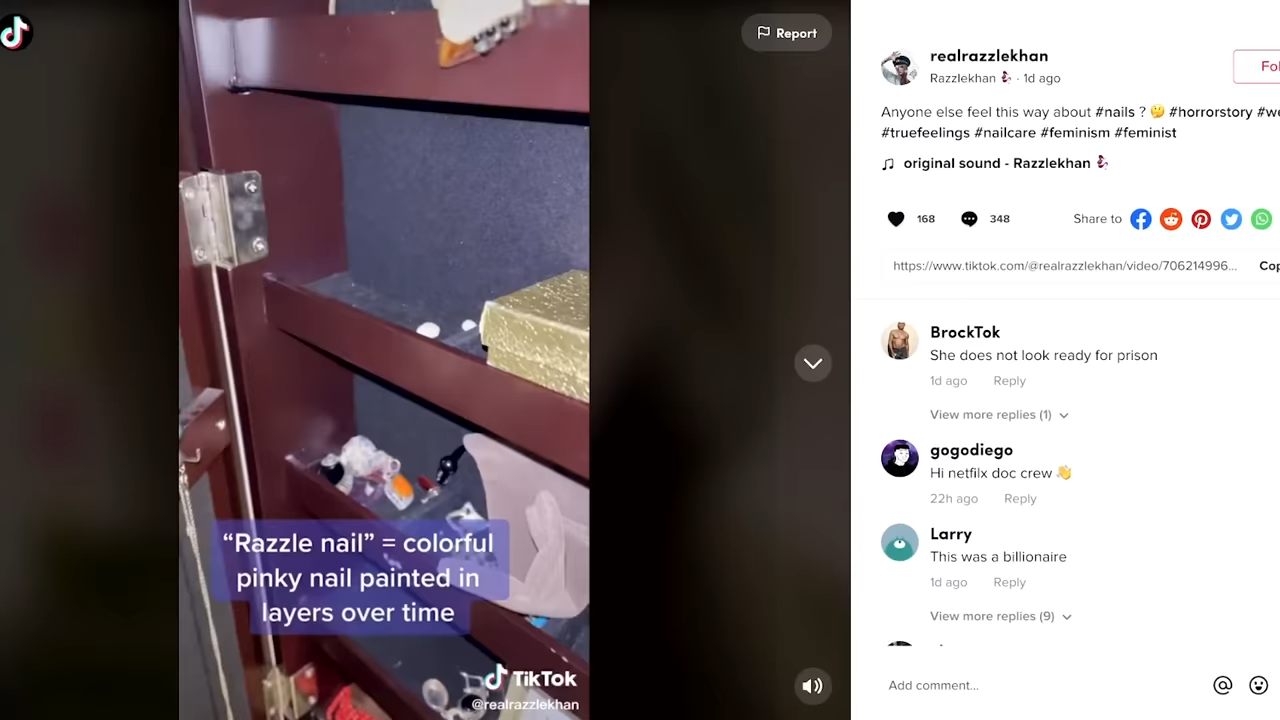 Report
“Razzle nail” = colorful
pinky nail painted in
layers over time
TikTok
@realrazzlekhan
realrazzlekhan
Razzlekhan · 1d ago
Fol
Anyone else feel this way about #nails ? 🤔 #horrorstory #we
#truefeelings #nailcare #feminism #feminist
original sound - Razzlekhan
168
348
Share to
https://www.tiktok.com/@realrazzlekhan/video/706214996...
Cop
BrockTok
She does not look ready for prison
1d ago Reply
View more replies (1)
gogodiego
Hi netfilx doc crew 👋
22h ago Reply
Larry
This was a billionaire
1d ago Reply
View more replies (9)
Add comment...